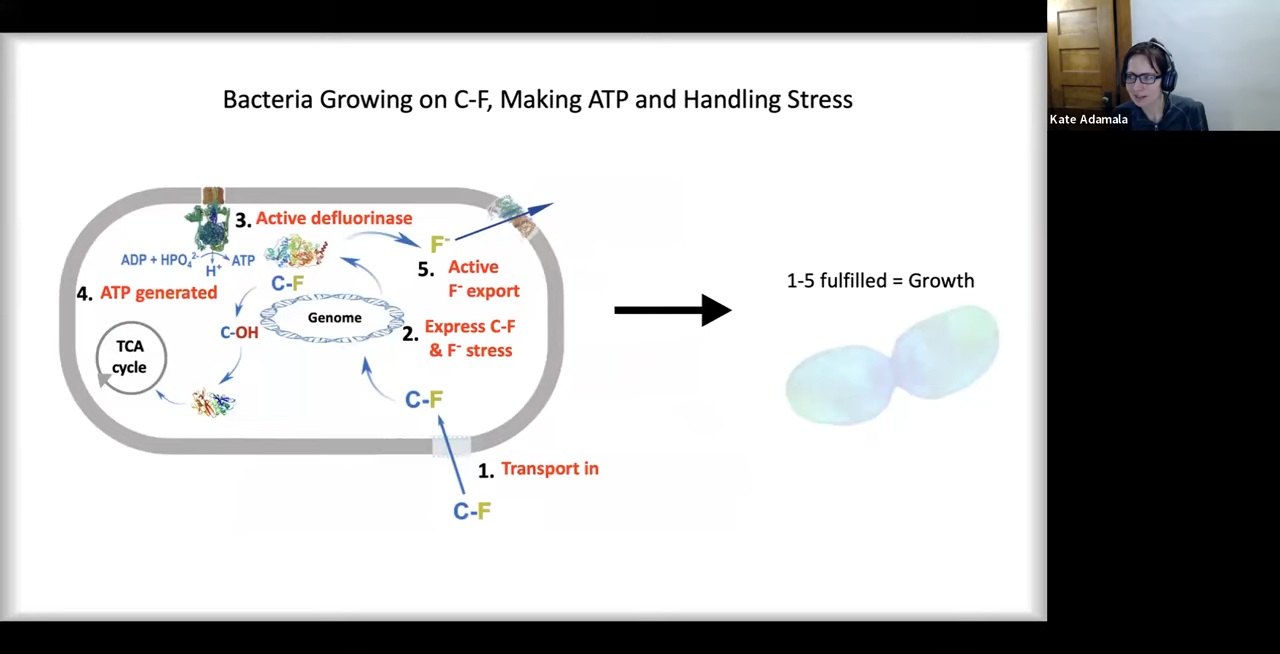 Bacteria Growing on C-F, Making ATP and Handling Stress
Kate Adamala
3. Active defluorinase
F⁻
ADP + HPO₄²⁻ ATP
H⁺
5. Active
F⁻ export
C-F
4. ATP generated
1-5 fulfilled = Growth
Genome
C-OH
2. Express C-F
& F⁻ stress
TCA
cycle
C-F
1. Transport in
C-F